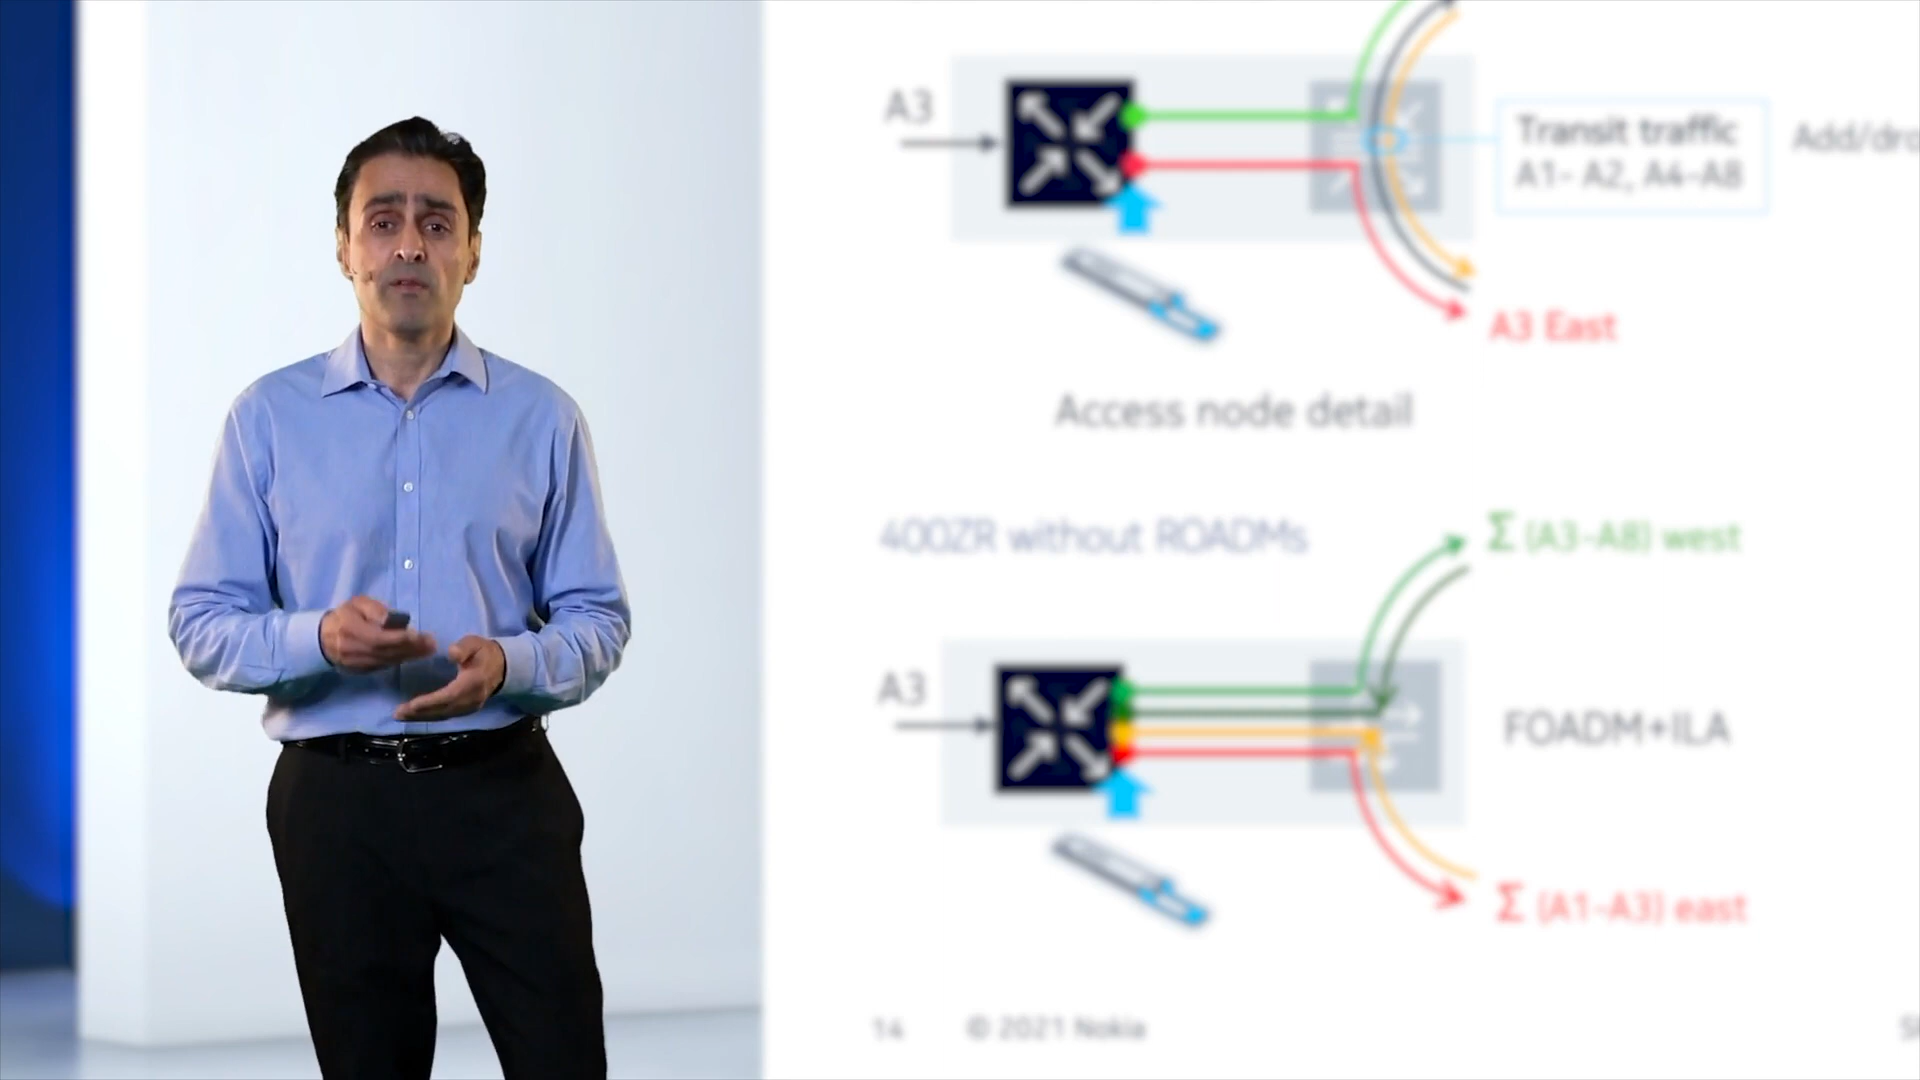 A3
Transit traffic
A1- A2, A4-A8
Add/dro
A3 East
Access node detail
400ZR without ROADMs
Σ (A3-A8) west
A3
FOADM+ILA
Σ (A1-A3) east
14
© 2021 Nokia